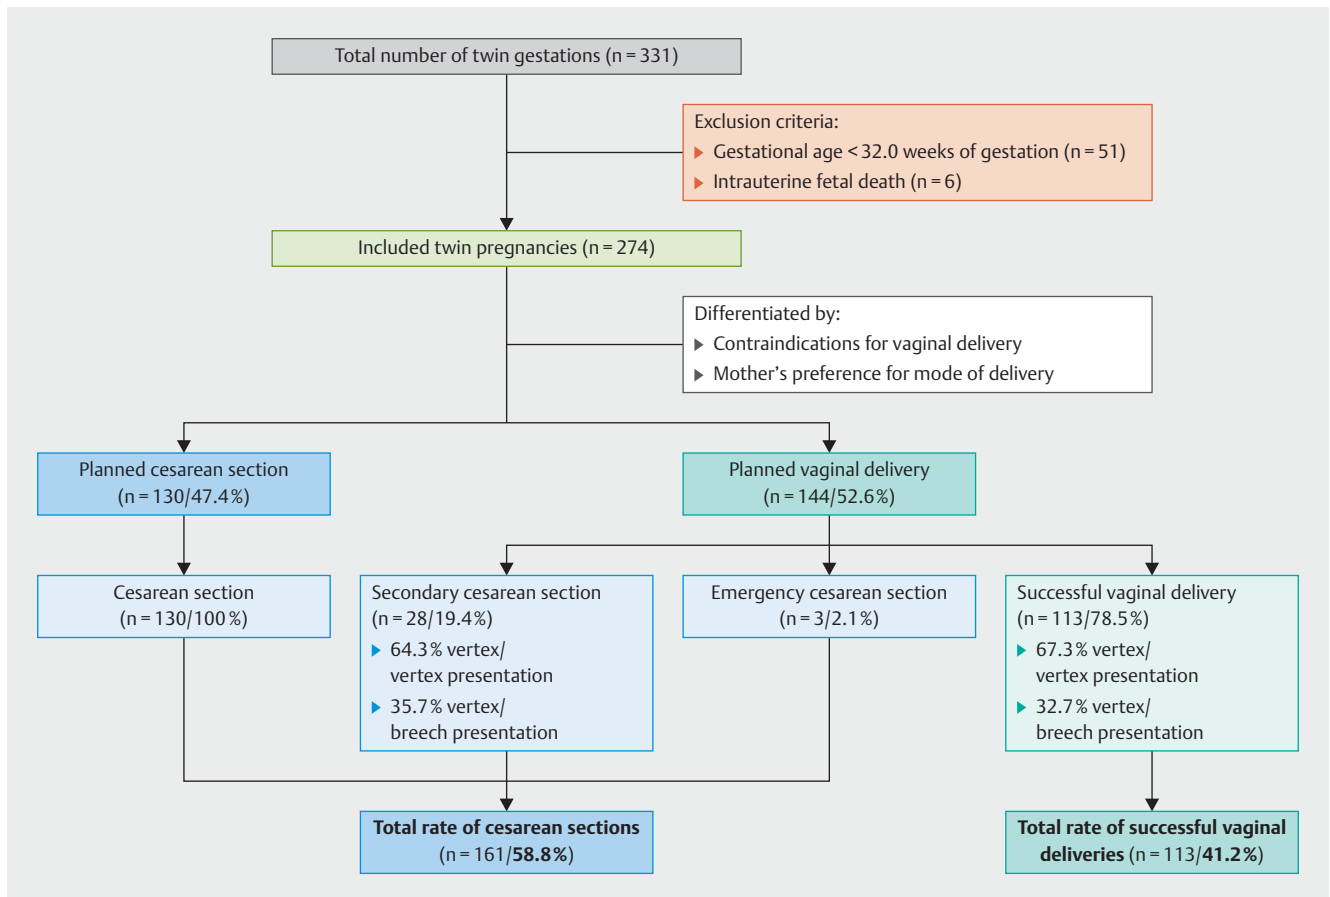 Total number of twin gestations (n = 331)
Exclusion criteria:
Gestational age < 32.0 weeks of gestation (n = 51)
Intrauterine fetal death (n = 6)
Included twin pregnancies (n = 274)
Differentiated by:
Contraindications for vaginal delivery
Mother’s preference for mode of delivery
Planned cesarean section
(n = 130/47.4 %)
Planned vaginal delivery
(n = 144/52.6 %)
Cesarean section
(n = 130/100 %)
Secondary cesarean section
(n = 28/19.4 %)
64.3 % vertex/
vertex presentation
35.7 % vertex/
breech presentation
Emergency cesarean section
(n = 3/2.1 %)
Successful vaginal delivery
(n = 113/78.5 %)
67.3 % vertex/
vertex presentation
32.7 % vertex/
breech presentation
Total rate of cesarean sections
(n = 161/58.8 %)
Total rate of successful vaginal
deliveries (n = 113/41.2 %)